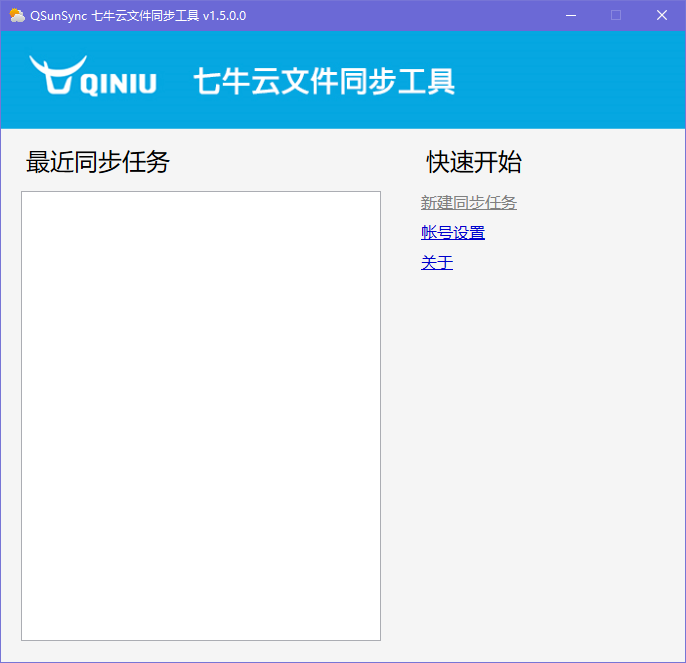 QSunSync 七牛云文件同步工具 v1.5.0.0
QINIU 七牛云文件同步工具
最近同步任务
快速开始
新建同步任务
帐号设置
关于